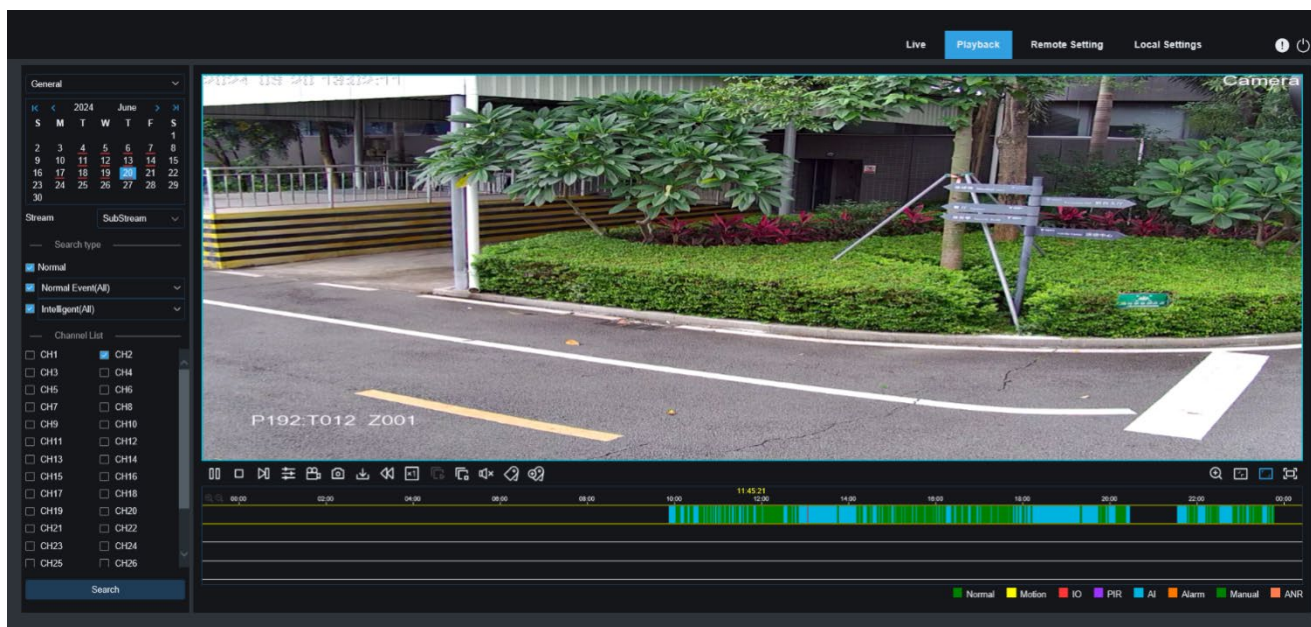 Live Playback Remote Setting Local Settings
General
2024 June
S M T W T F S
1
2 3 4 5 6 7 8
9 10 11 12 13 14 15
16 17 18 19 20 21 22
23 24 25 26 27 28 29
30
Stream SubStream
Search type
Normal
Normal Event(All)
Intelligent(All)
Channel List
CH1 CH2
CH3 CH4
CH5 CH6
CH7 CH8
CH9 CH10
CH11 CH12
CH13 CH14
CH15 CH16
CH17 CH18
CH19 CH20
CH21 CH22
CH23 CH24
CH25 CH26
Search
Camera
P192:T012 Z001
×1
11:45:21
00:00 02:00 04:00 06:00 08:00 10:00 12:00 14:00 16:00 18:00 20:00 22:00 00:00
Normal Motion IO PIR AI Alarm Manual ANR